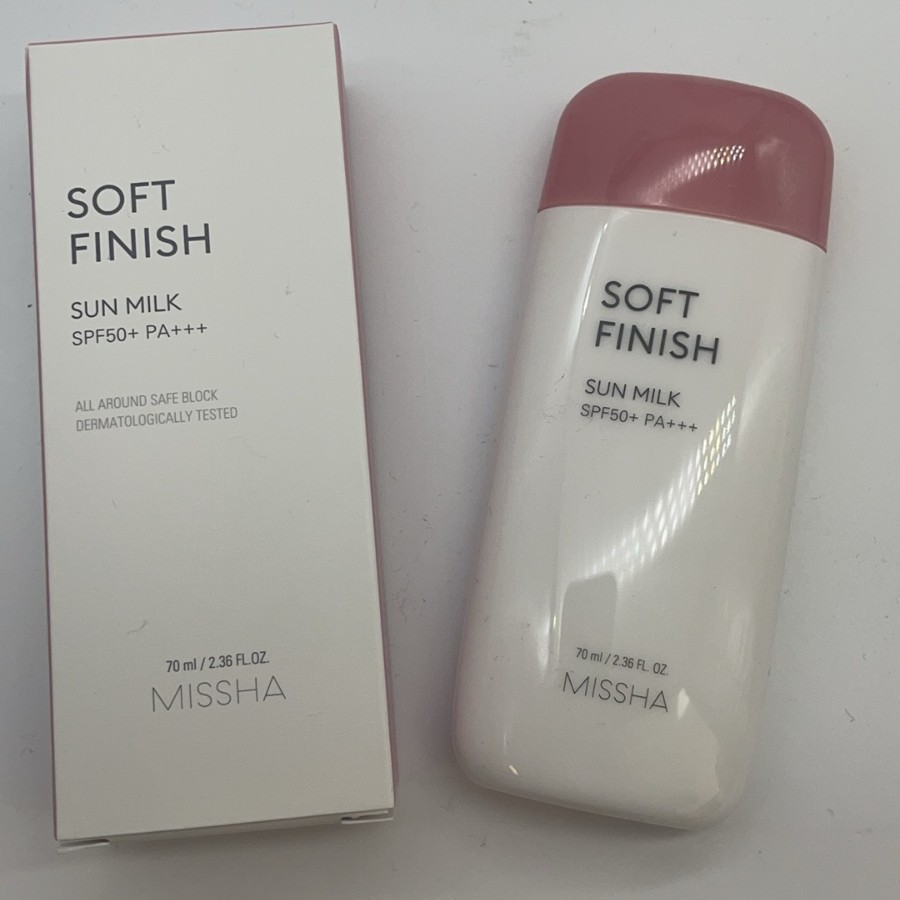 SOFT
FINISH
SUN MILK
SPF50+ PA+++
ALL AROUND SAFE BLOCK
DERMATOLOGICALLY TESTED
70 ml / 2.36 FL.OZ.
MISSHA
SOFT
FINISH
SUN MILK
SPF50+ PA+++
70 ml / 2.36 FL. OZ.
MISSHA